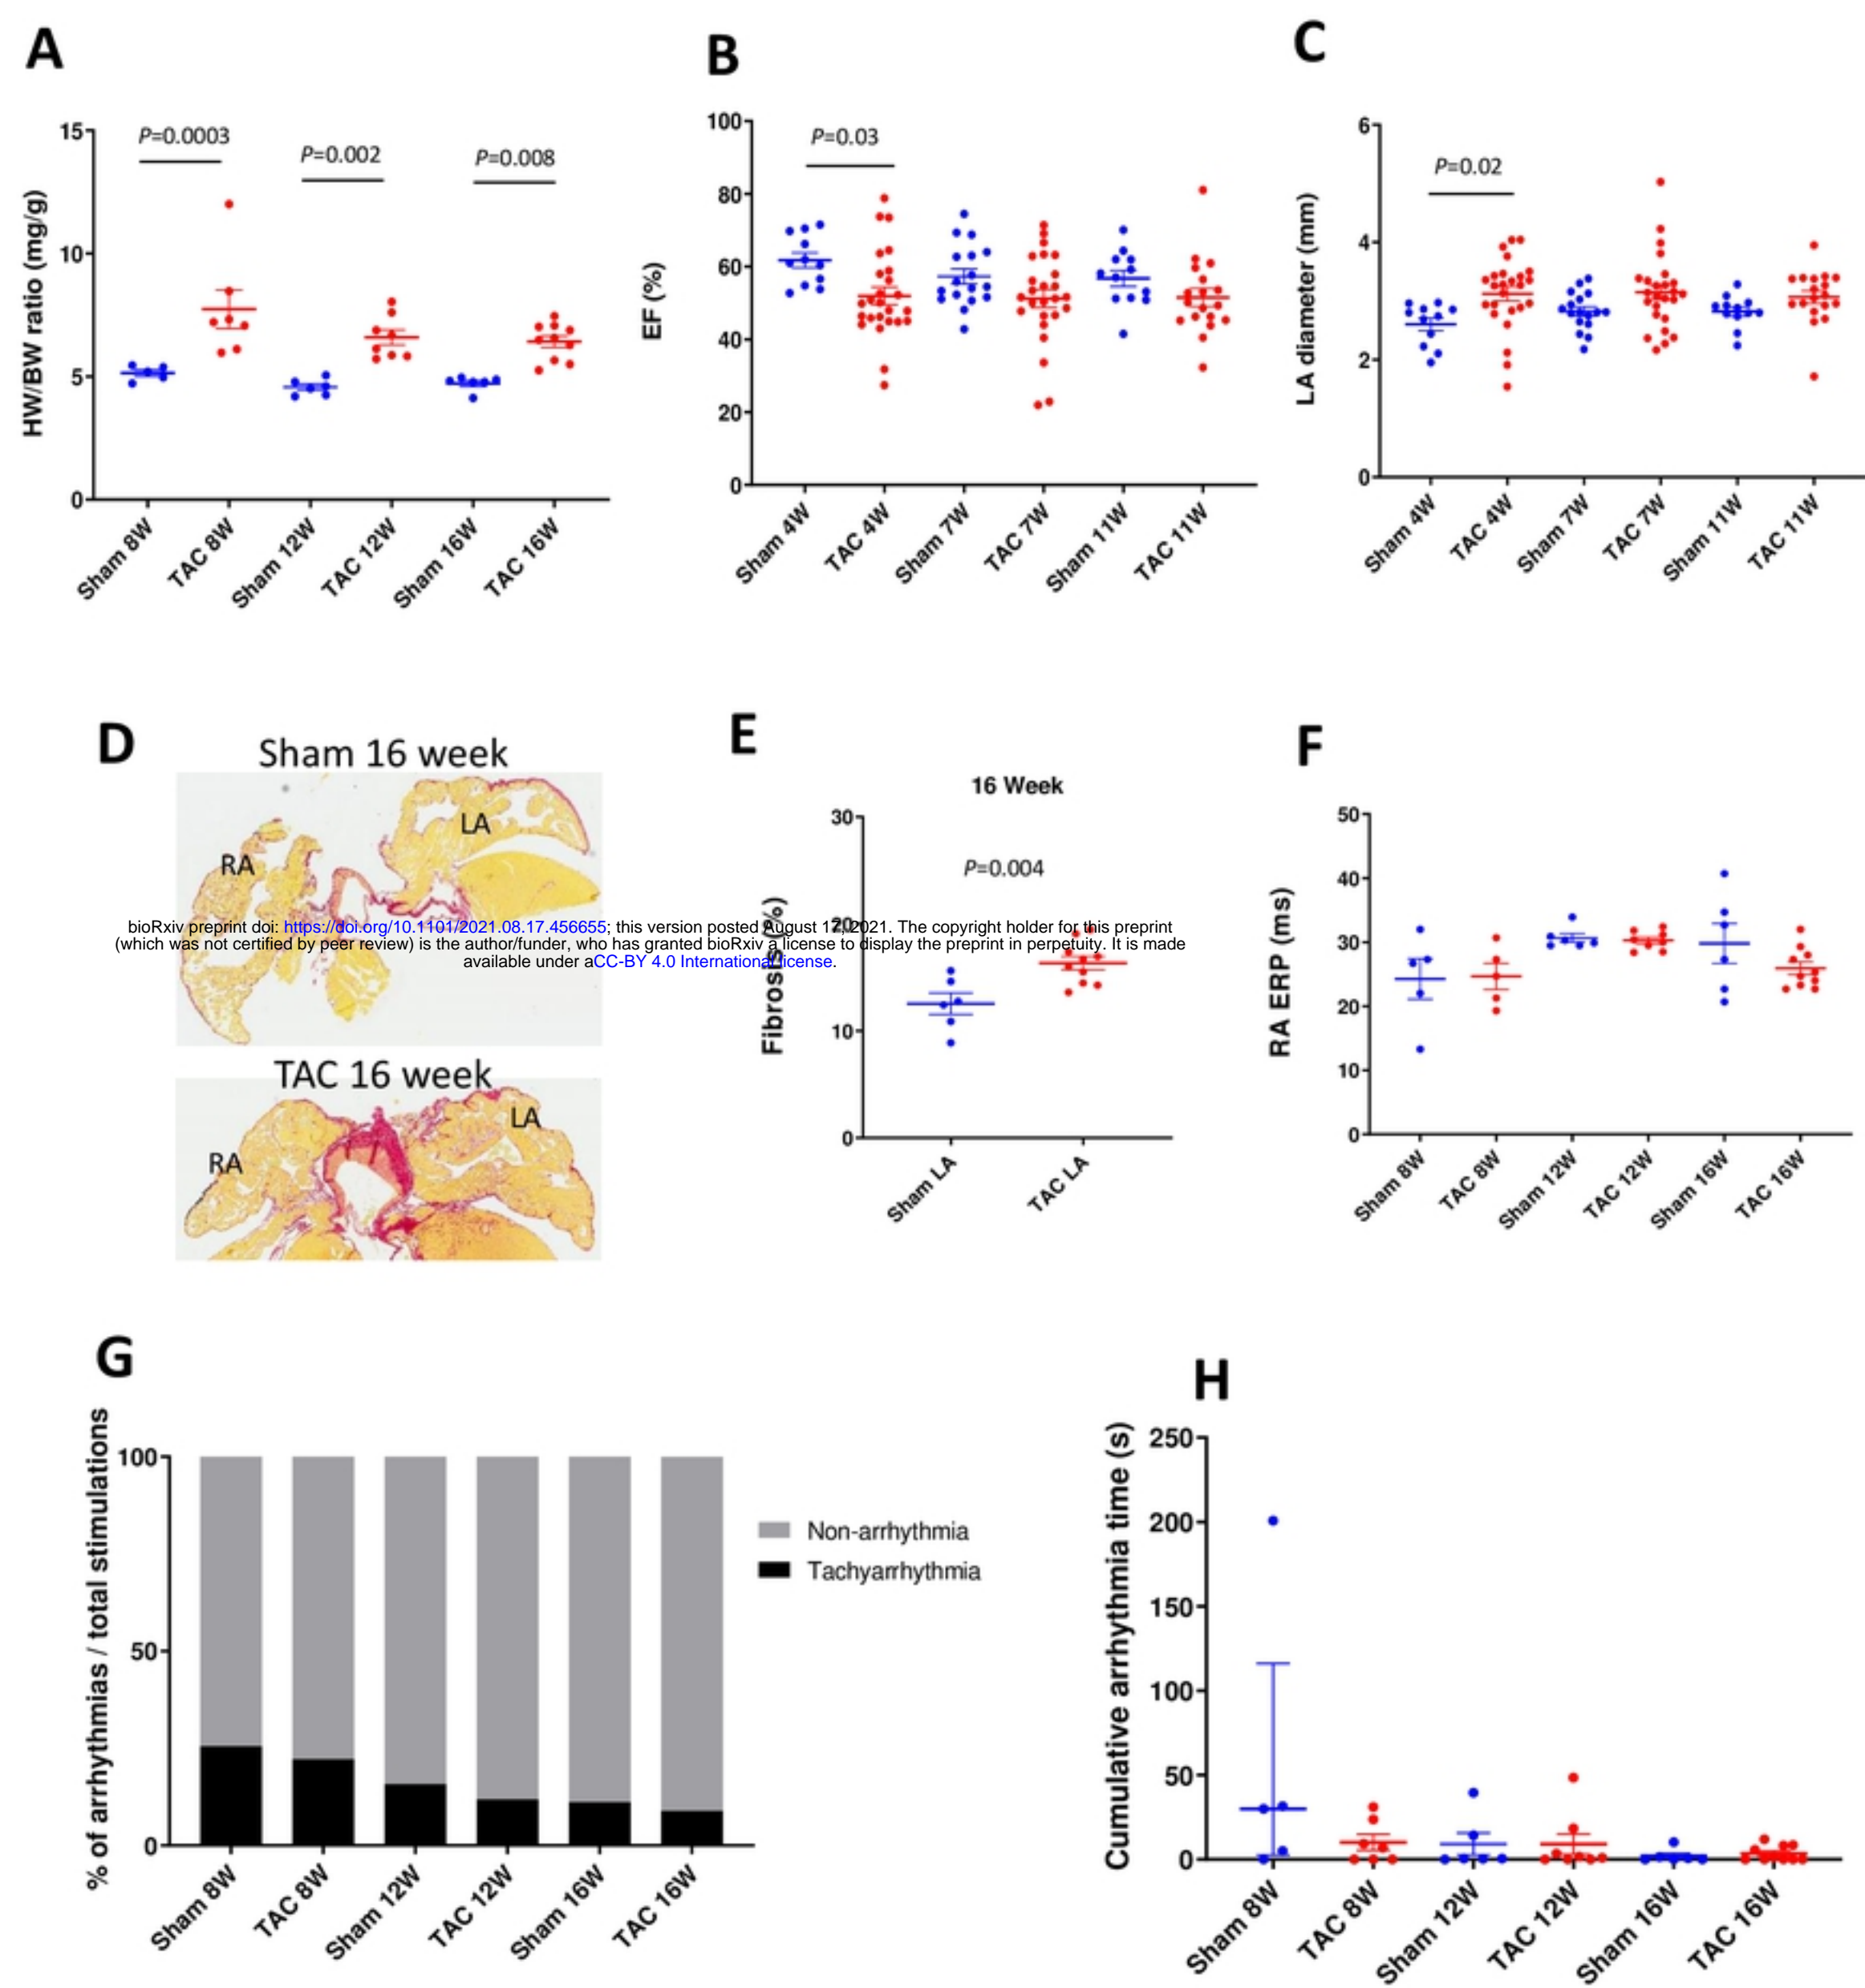 A
B
C
15
10
5
0
HW/BW ratio (mg/g)
P=0.0003
P=0.002
P=0.008
Sham 8W
TAC 8W
Sham 12W
TAC 12W
Sham 16W
TAC 16W
100
80
60
40
20
0
EF (%)
P=0.03
Sham 4W
TAC 4W
Sham 7W
TAC 7W
Sham 11W
TAC 11W
6
4
2
0
LA diameter (mm)
P=0.02
Sham 4W
TAC 4W
Sham 7W
TAC 7W
Sham 11W
TAC 11W
D
Sham 16 week
LA
RA
TAC 16 week
LA
RA
bioRxiv preprint doi: https://doi.org/10.1101/2021.08.17.456655; this version posted August 17, 2021. The copyright holder for this preprint
(which was not certified by peer review) is the author/funder, who has granted bioRxiv a license to display the preprint in perpetuity. It is made
available under aCC-BY 4.0 International license.
E
16 Week
P=0.004
30
20
10
0
Fibrosis (%)
Sham LA
TAC LA
F
50
40
30
20
10
0
RA ERP (ms)
Sham 8W
TAC 8W
Sham 12W
TAC 12W
Sham 16W
TAC 16W
G
100
50
0
% of arrhythmias / total stimulations
Non-arrhythmia
Tachyarrhythmia
Sham 8W
TAC 8W
Sham 12W
TAC 12W
Sham 16W
TAC 16W
H
250
200
150
100
50
0
Cumulative arrhythmia time (s)
Sham 8W
TAC 8W
Sham 12W
TAC 12W
Sham 16W
TAC 16W